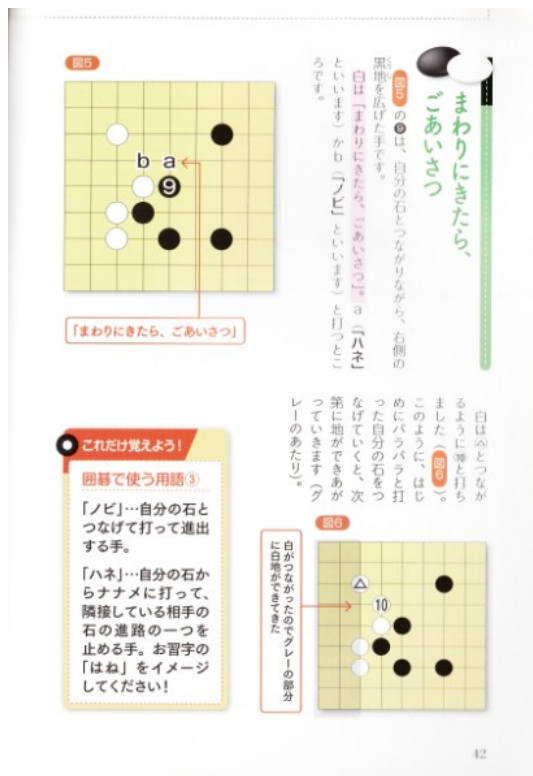 まわりにきたら、
ごあいさつ
図5の❾は、自分の石とつながりながら、右側の
黒地を広げた手です。
白は「まわりにきたら、ごあいさつ」。a（「ハネ」
といいます）かb（「ノビ」といいます）と打つとこ
ろです。
図5
b a
9
「まわりにきたら、ごあいさつ」
白は△とつなが
るように⑩と打ち
ました（図6）。
このように、はじ
めにバラバラと打
った自分の石をつ
なげていくと、次
第に地ができあが
っていきます（グ
レーのあたり）。
図6
△
10
白がつながったのでグレーの部分
に白地ができてきた
これだけ覚えよう！
囲碁で使う用語③
「ノビ」…自分の石と
つなげて打って進出
する手。
「ハネ」…自分の石か
らナナメに打って、
隣接している相手の
石の進路の一つを
止める手。お習字の
「はね」をイメージ
してください！
42